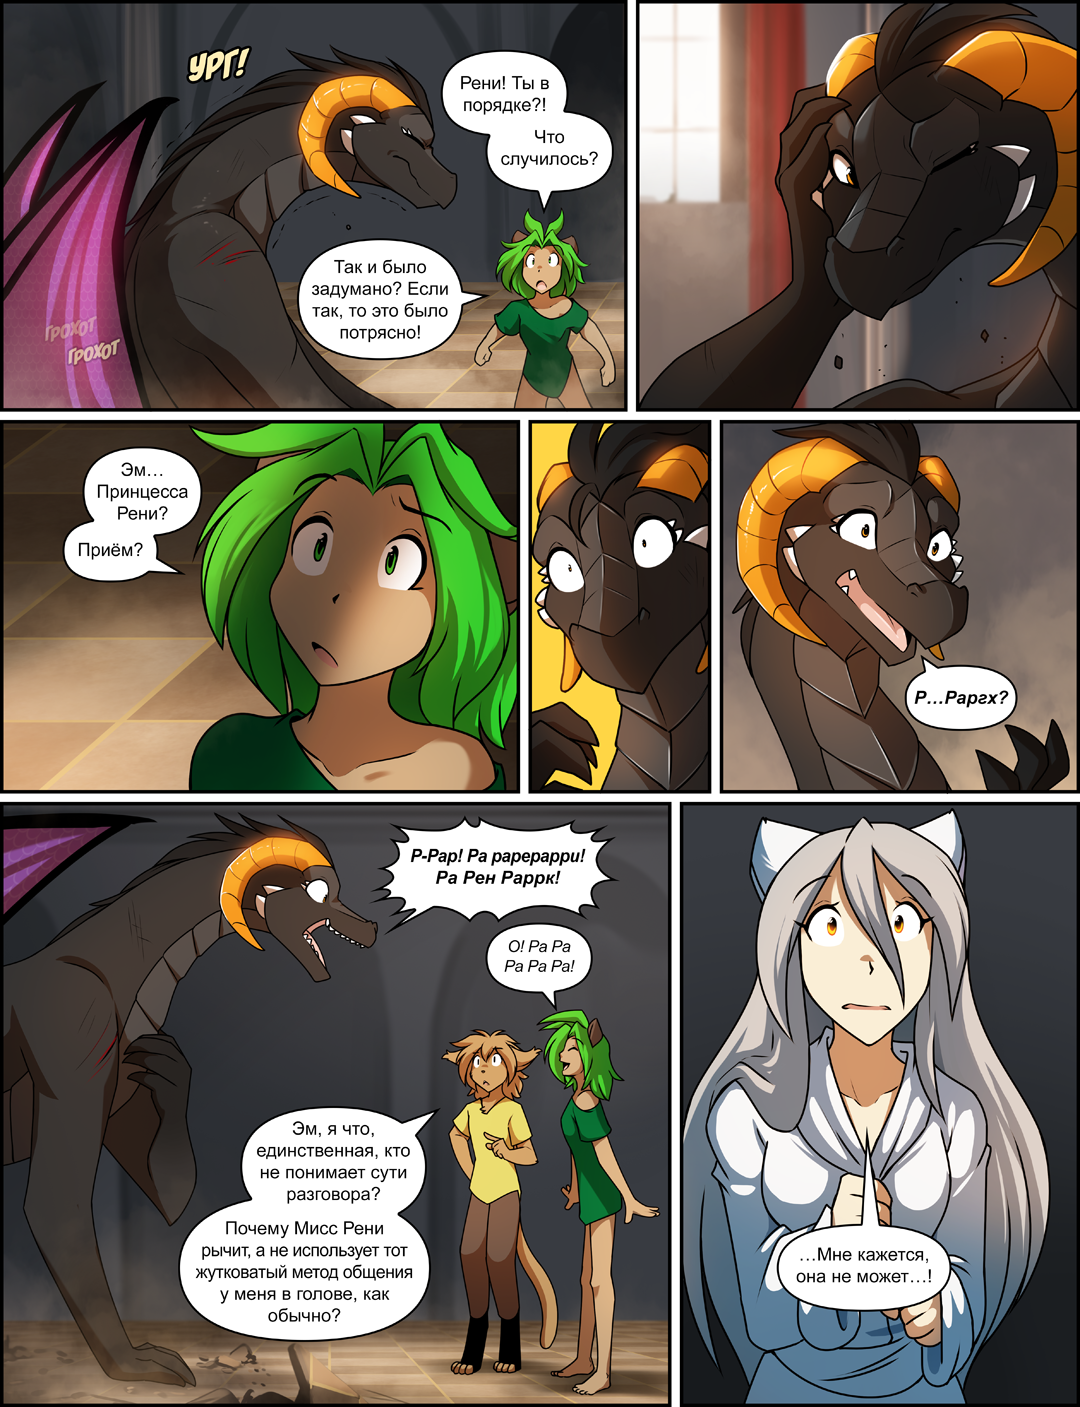 УРГ!
Рени! Ты в
порядке?!
Что
случилось?
Так и было
задумано? Если
так, то это было
потрясно!
ГРОХОТ
ГРОХОТ
Эм...
Принцесса
Рени?
Приём?
Р...Раргх?
Р-Рар! Ра рарерарри!
Ра Рен Раррк!
О! Ра Ра
Ра Ра Ра!
Эм, я что,
единственная, кто
не понимает сути
разговора?
Почему Мисс Рени
рычит, а не использует тот
жутковатый метод общения
у меня в голове, как
обычно?
...Мне кажется,
она не может...!